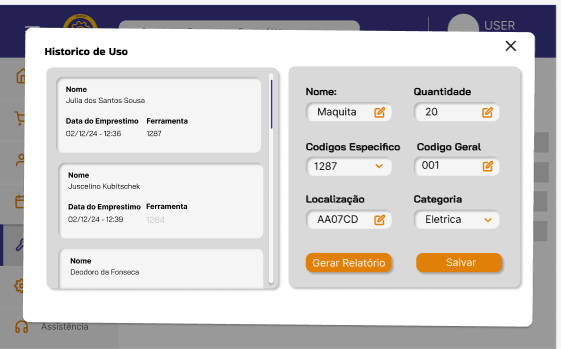 USER
Historico de Uso
Nome
Julia dos Santos Sousa
Data do Emprestimo Ferramenta
02/12/24 - 12:36 1287
Nome
Juscelino Kubitschek
Data do Emprestimo Ferramenta
02/12/24 - 12:39 1284
Nome
Deodoro da Fonseca
Nome: Quantidade
Maquita 20
Codigos Especifico Codigo Geral
1287 001
Localização Categoria
AA07CD Eletrica
Gerar Relatório Salvar
Assistência